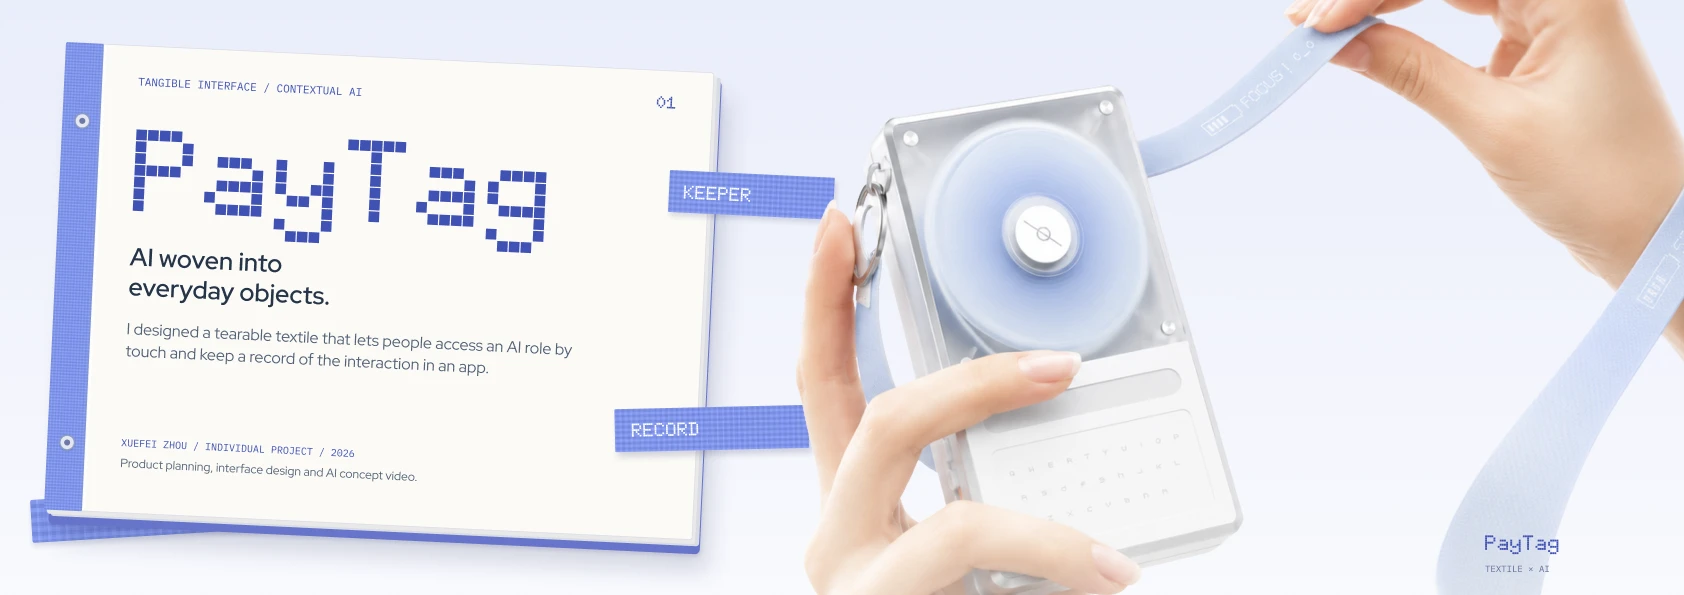 TANGIBLE INTERFACE / CONTEXTUAL AI
01
PayTag
AI woven into
everyday objects.
I designed a tearable textile that lets people access an AI role by
touch and keep a record of the interaction in an app.
XUEFEI ZHOU / INDIVIDUAL PROJECT / 2026
Product planning, interface design and AI concept video.
KEEPER
RECORD
FOCUS
PayTag
TEXTILE × AI